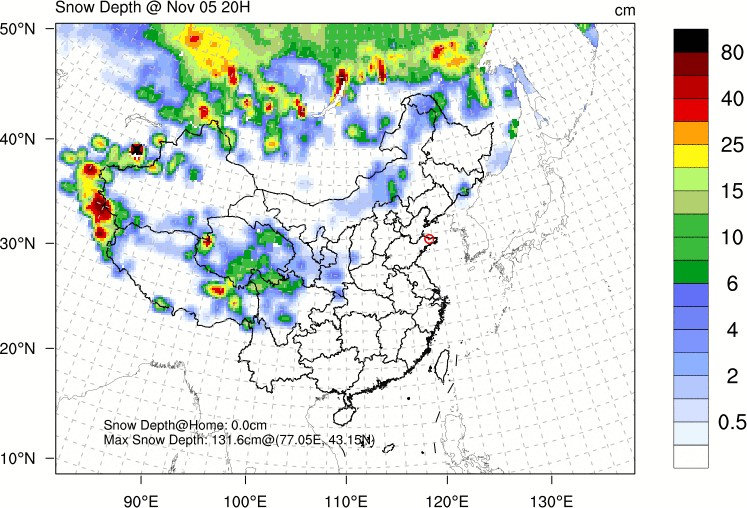 Snow Depth @ Nov 05 20H
cm
50°N
40°N
30°N
20°N
10°N
90°E 100°E 110°E 120°E 130°E
Snow Depth@Home: 0.0cm
Max Snow Depth: 131.6cm@(77.05E, 43.15N)
80
40
25
15
10
6
4
2
0.5